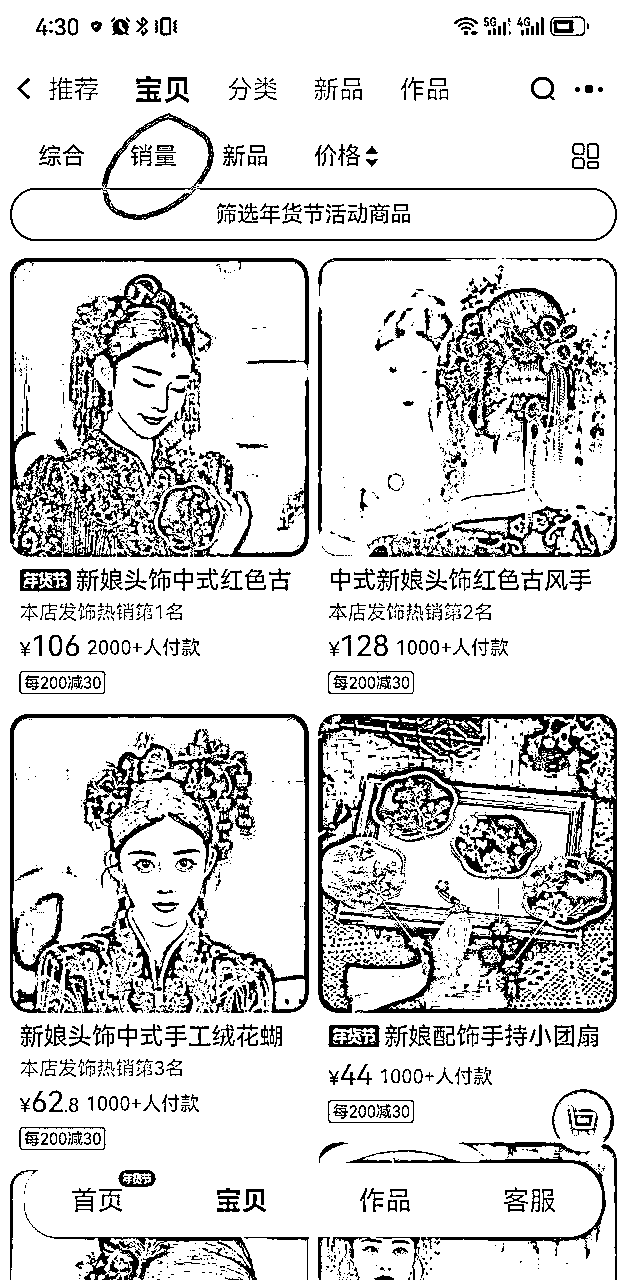 4:30 5G 4G
推荐 宝贝 分类 新品 作品
综合 销量 新品 价格
筛选年货节活动商品
年货节 新娘头饰中式红色古
本店发饰热销第1名
¥106 2000+人付款
每200减30
中式新娘头饰红色古风手
本店发饰热销第2名
¥128 1000+人付款
每200减30
新娘头饰中式手工绒花蝴
本店发饰热销第3名
¥62.8 1000+人付款
每200减30
年货节 新娘配饰手持小团扇
¥44 1000+人付款
每200减30
年货节
首页 宝贝 作品 客服